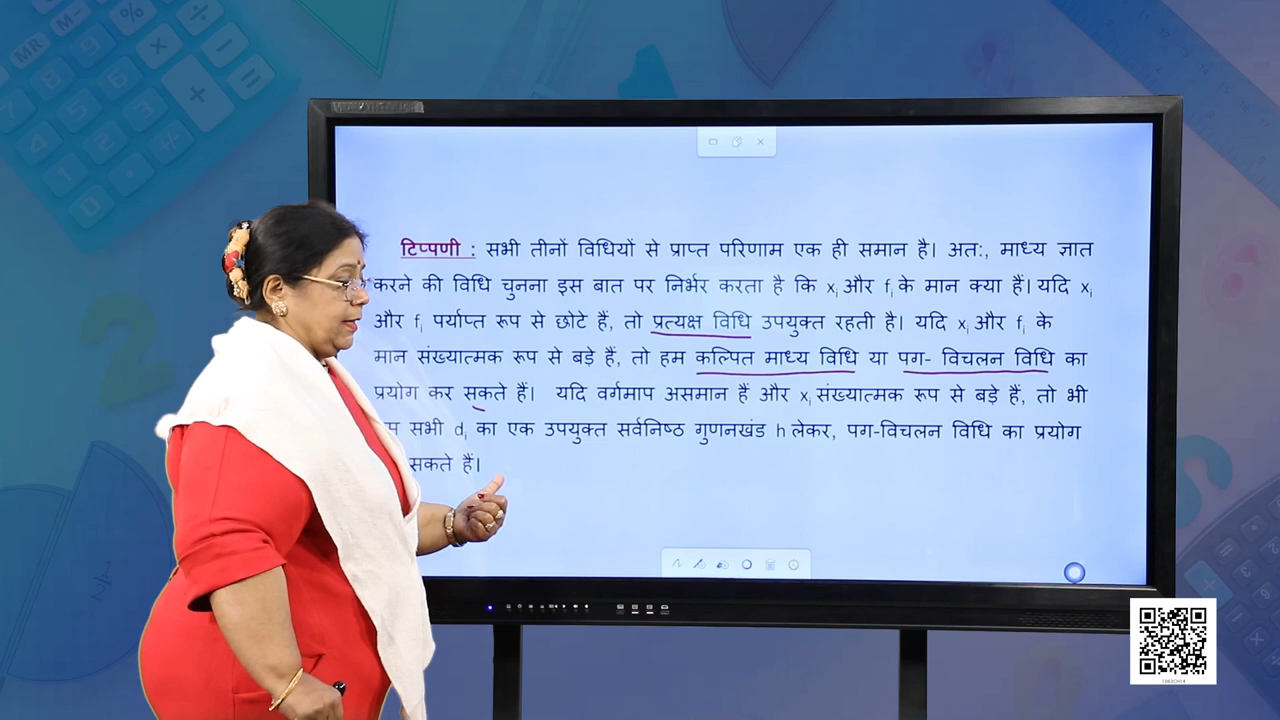 टिप्पणी : सभी तीनों विधियों से प्राप्त परिणाम एक ही समान है। अत:, माध्य ज्ञात
करने की विधि चुनना इस बात पर निर्भर करता है कि xi और fi के मान क्या हैं। यदि xi
और fi पर्याप्त रूप से छोटे हैं, तो प्रत्यक्ष विधि उपयुक्त रहती है। यदि xi और fi के
मान संख्यात्मक रूप से बड़े हैं, तो हम कल्पित माध्य विधि या पग- विचलन विधि का
प्रयोग कर सकते हैं। यदि वर्गमाप असमान हैं और xi संख्यात्मक रूप से बड़े हैं, तो भी
सभी di का एक उपयुक्त सर्वनिष्ठ गुणनखंड h लेकर, पग-विचलन विधि का प्रयोग
सकते हैं।